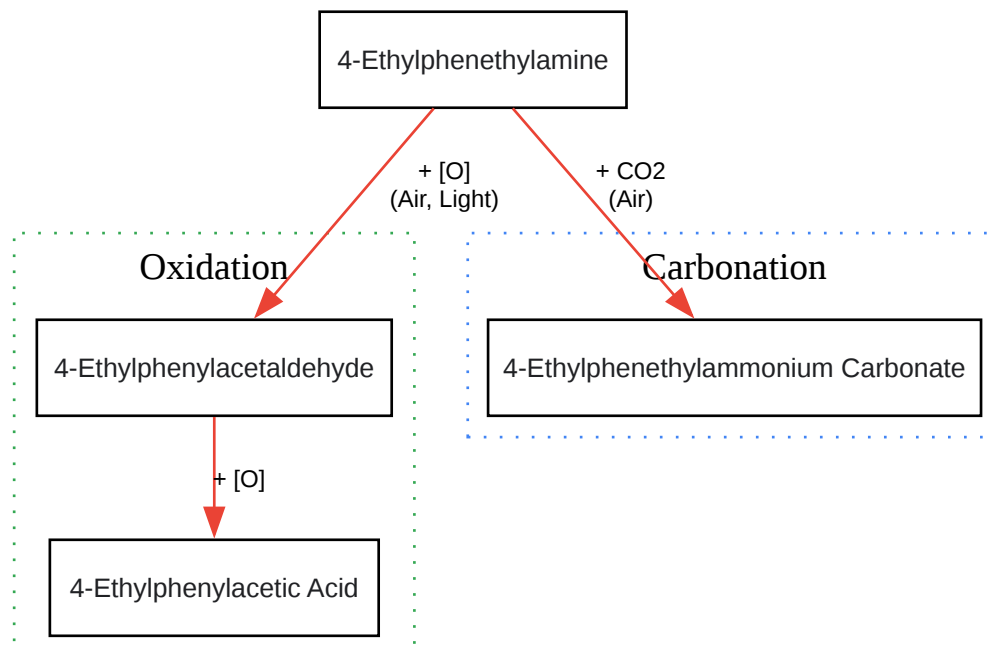 4-Ethylphenethylamine
+ [O]
(Air, Light)
+ CO2
(Air)
Oxidation
Carbonation
4-Ethylphenylacetaldehyde
4-Ethylphenethylammonium Carbonate
+ [O]
4-Ethylphenylacetic Acid